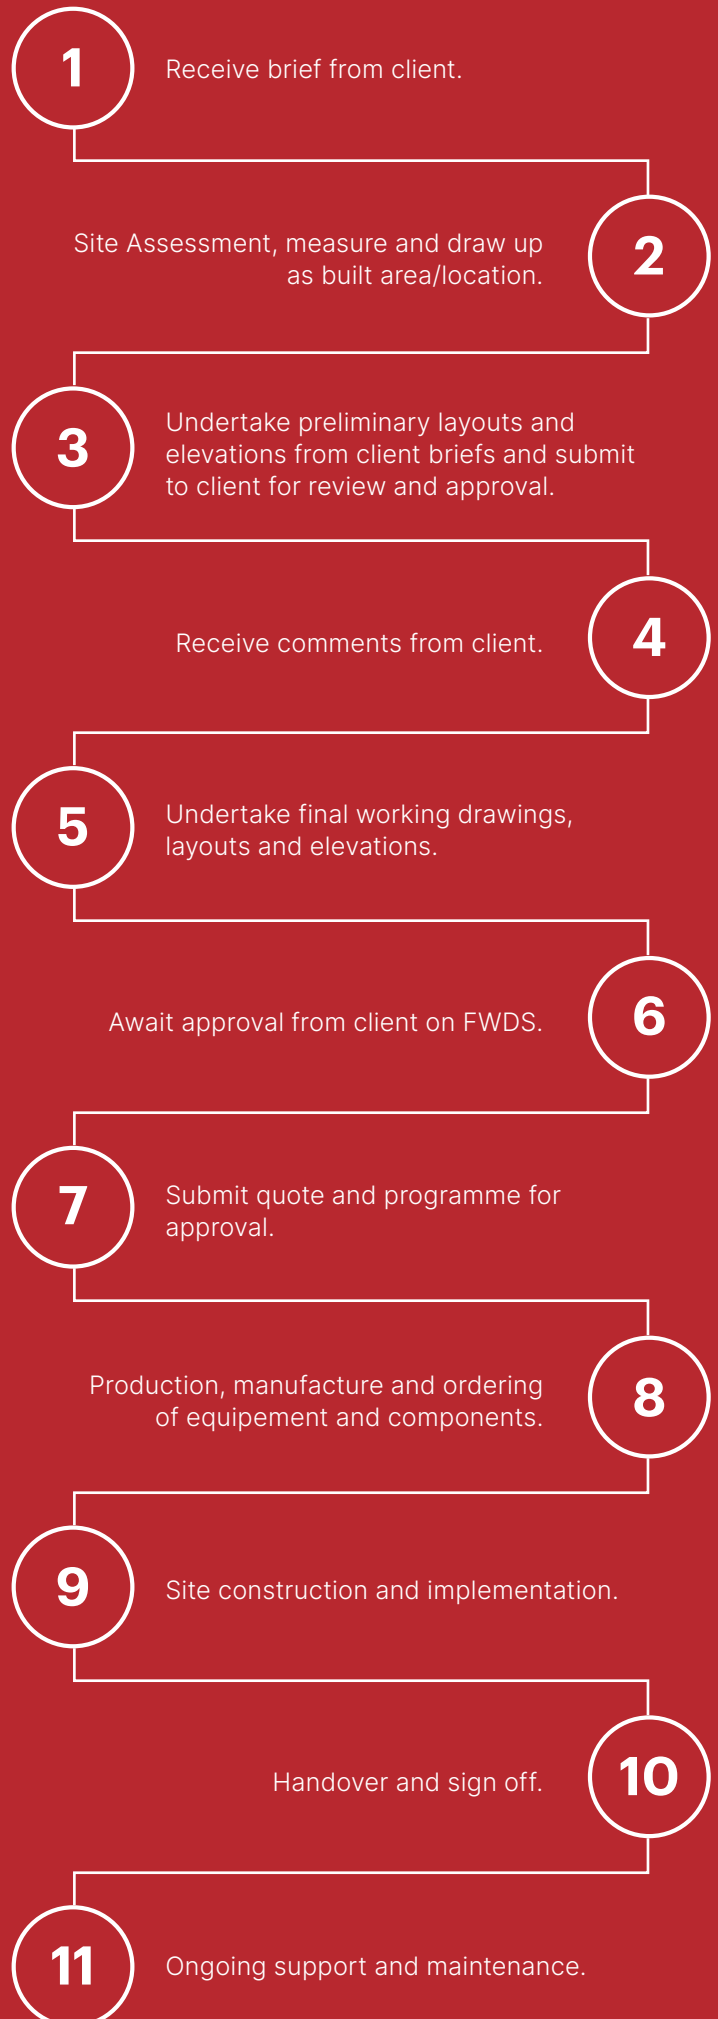 1
Receive brief from client.
2
Site Assessment, measure and draw up
as built area/location.
3
Undertake preliminary layouts and
elevations from client briefs and submit
to client for review and approval.
4
Receive comments from client.
5
Undertake final working drawings,
layouts and elevations.
6
Await approval from client on FWDS.
7
Submit quote and programme for
approval.
8
Production, manufacture and ordering
of equipement and components.
9
Site construction and implementation.
10
Handover and sign off.
11
Ongoing support and maintenance.